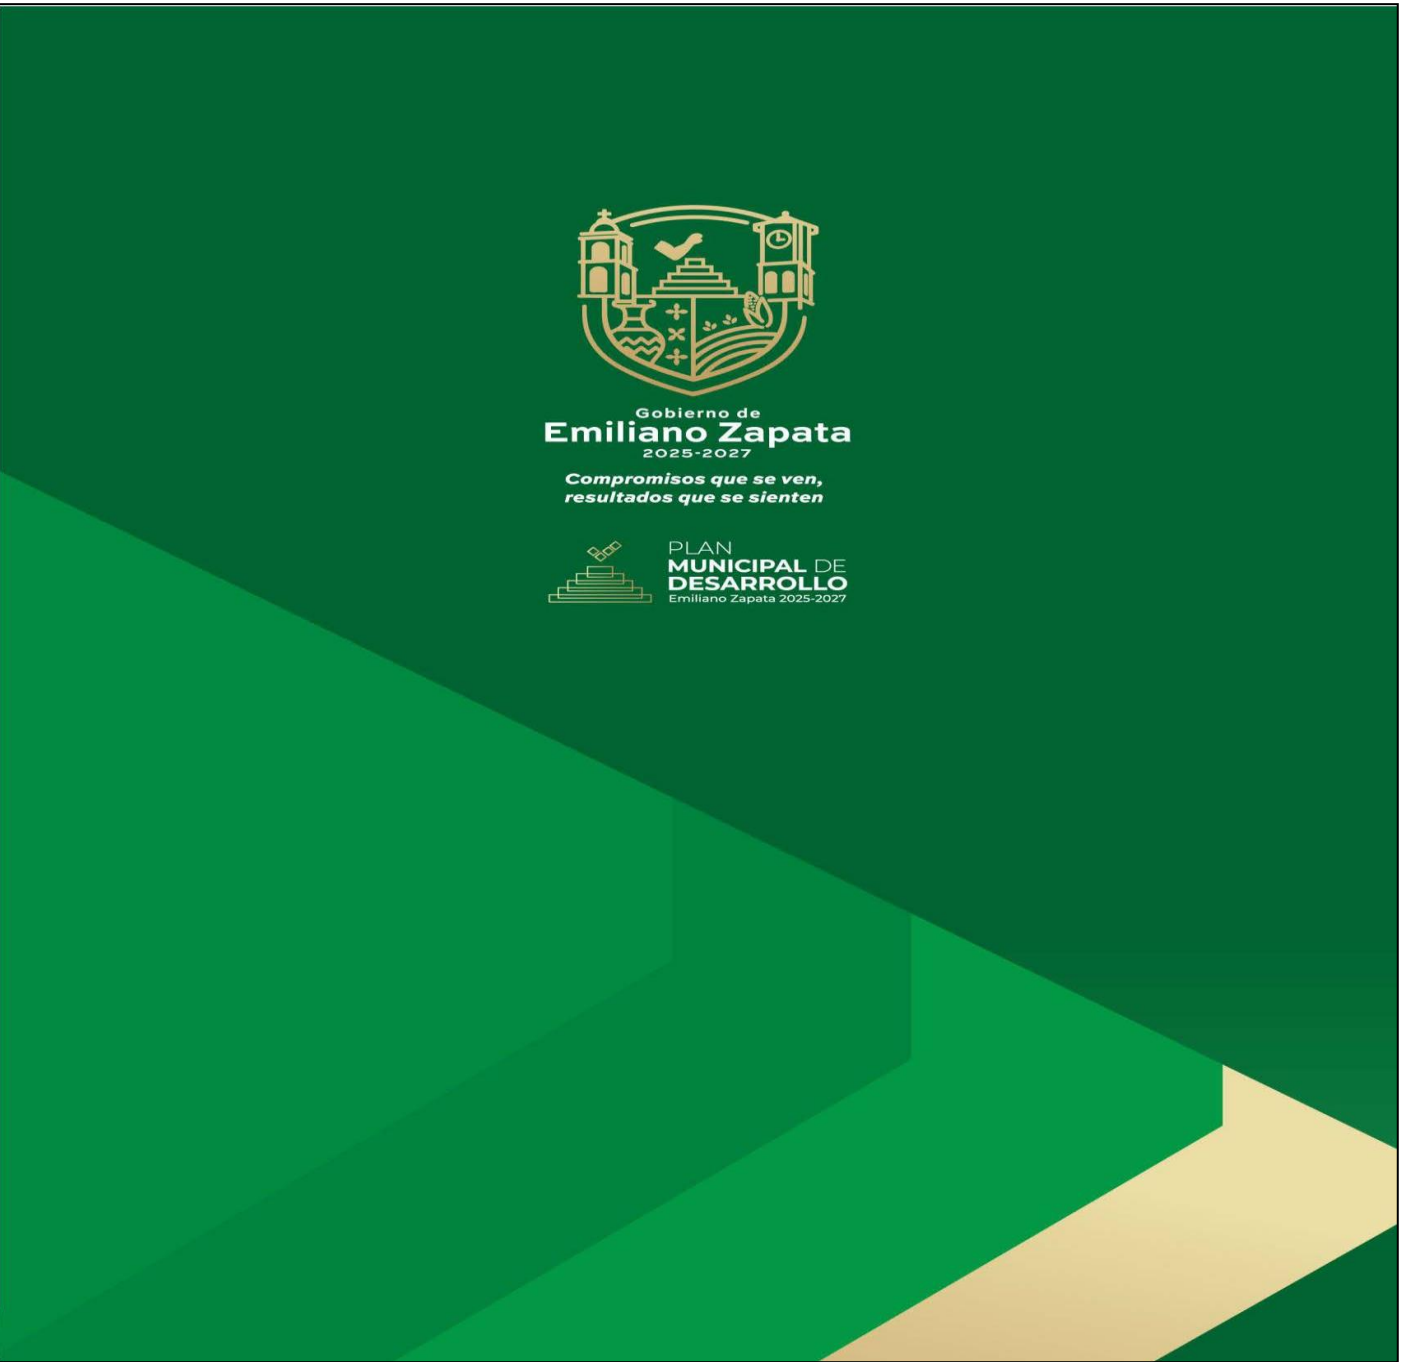 Gobierno de
Emiliano Zapata
2025-2027
Compromisos que se ven,
resultados que se sienten
PLAN
MUNICIPAL DE
DESARROLLO
Emiliano Zapata 2025-2027